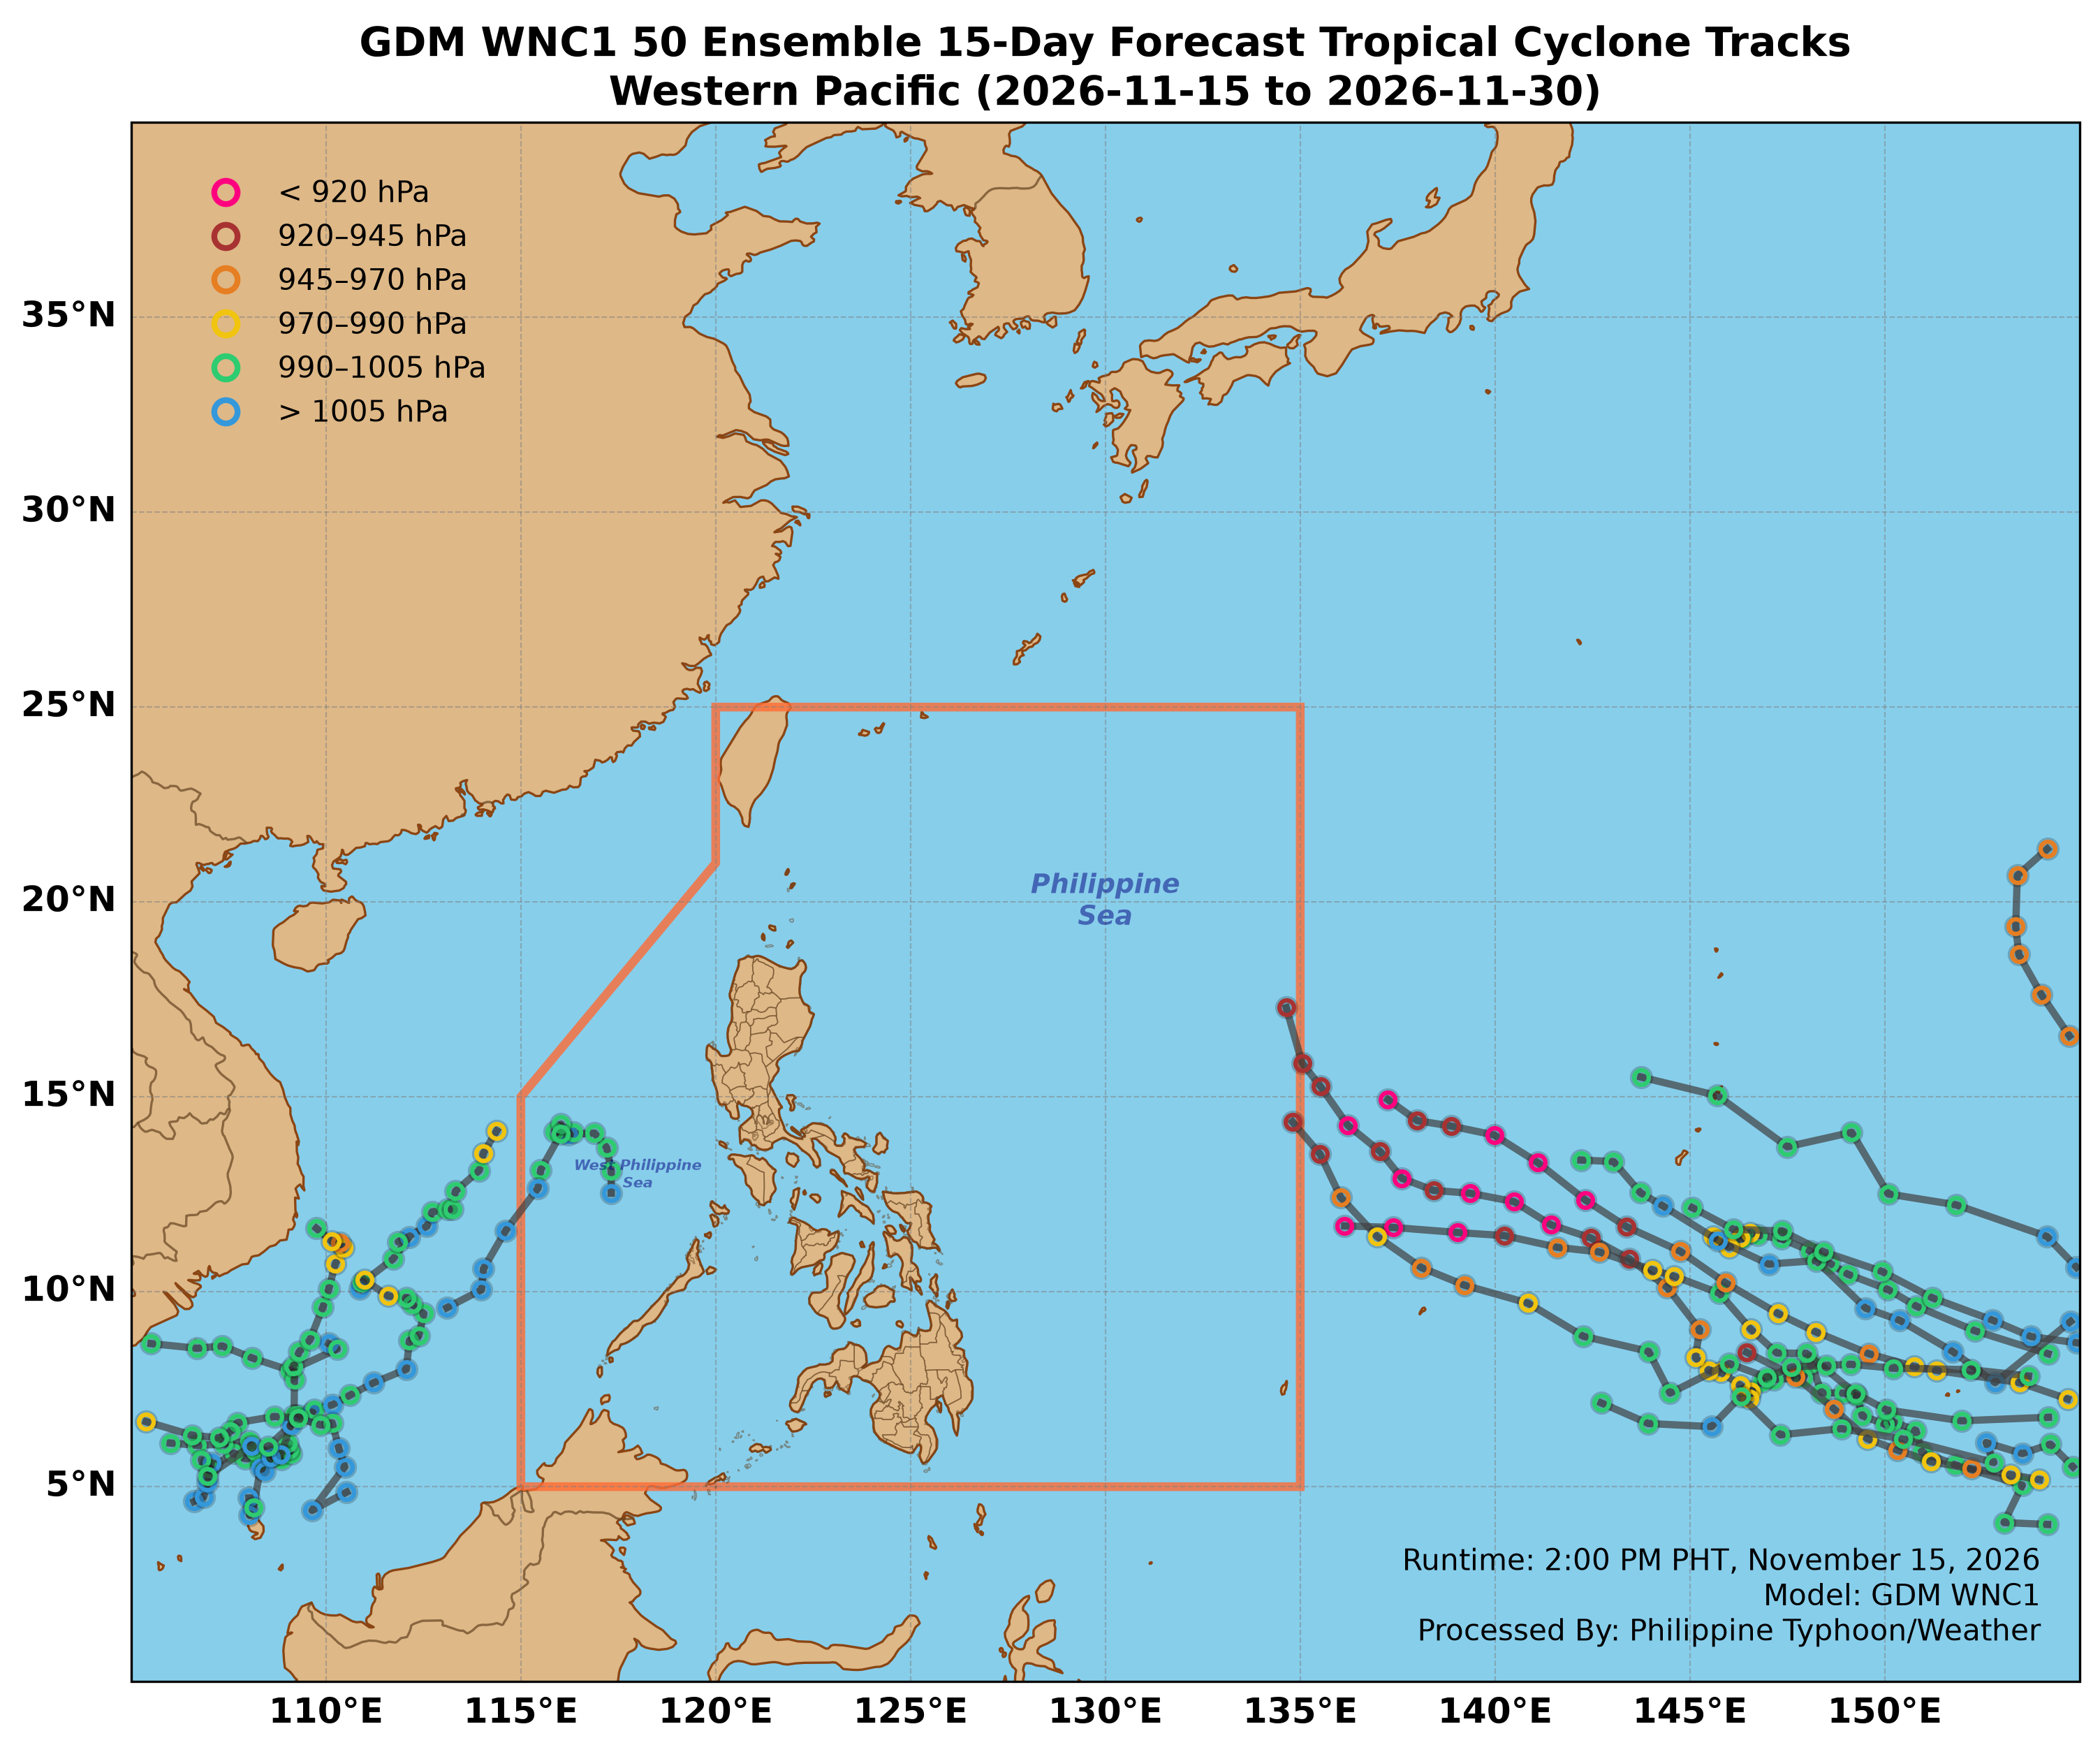 GDM WNC1 50 Ensemble 15-Day Forecast Tropical Cyclone Tracks
Western Pacific (2026-11-15 to 2026-11-30)
< 920 hPa
920–945 hPa
945–970 hPa
970–990 hPa
990–1005 hPa
> 1005 hPa
35°N
30°N
25°N
20°N
15°N
10°N
5°N
Philippine
Sea
West Philippine
Sea
Runtime: 2:00 PM PHT, November 15, 2026
Model: GDM WNC1
Processed By: Philippine Typhoon/Weather
110°E
115°E
120°E
125°E
130°E
135°E
140°E
145°E
150°E